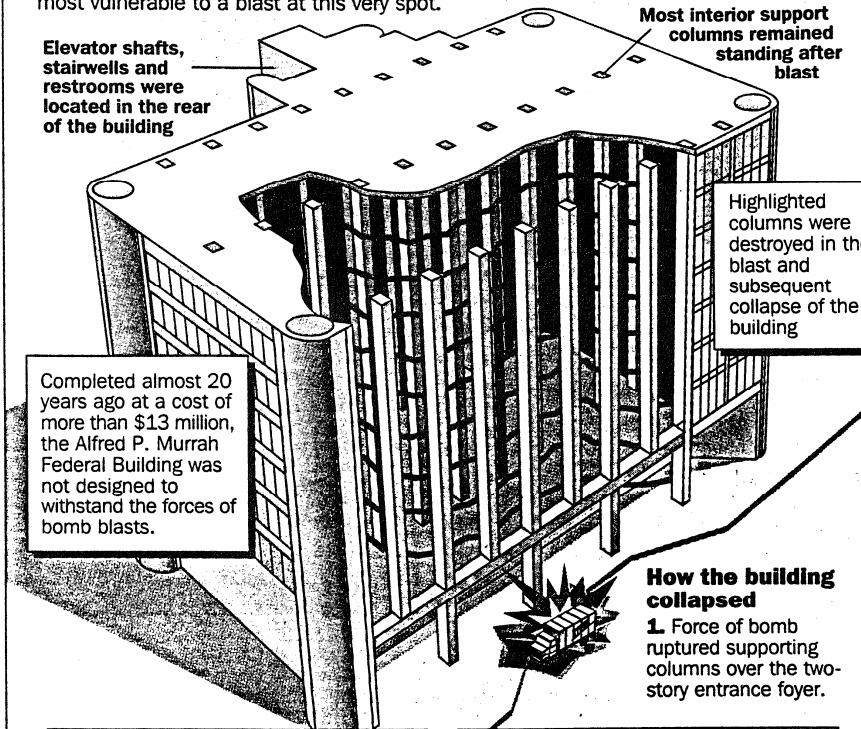 most vulnerable to a blast at this very spot.
Most interior support
columns remained
standing after
blast
Elevator shafts,
stairwells and
restrooms were
located in the rear
of the building
Highlighted
columns were
destroyed in the
blast and
subsequent
collapse of the
building
Completed almost 20
years ago at a cost of
more than $13 million,
the Alfred P. Murrah
Federal Building was
not designed to
withstand the forces of
bomb blasts.
How the building
collapsed
1. Force of bomb
ruptured supporting
columns over the two-
story entrance foyer.